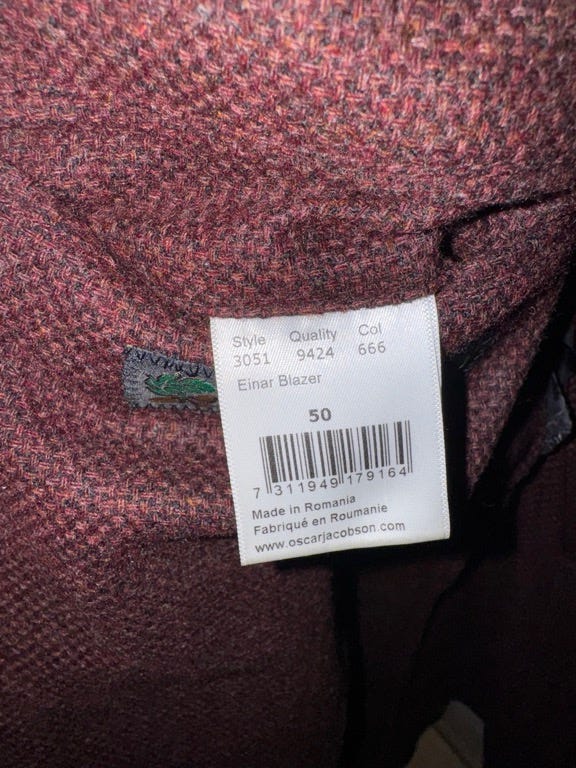 Style Quality Col
3051 9424 666
Einar Blazer
50
7 311949 179164
Made in Romania
Fabriqué en Roumanie
www.oscarjacobson.com